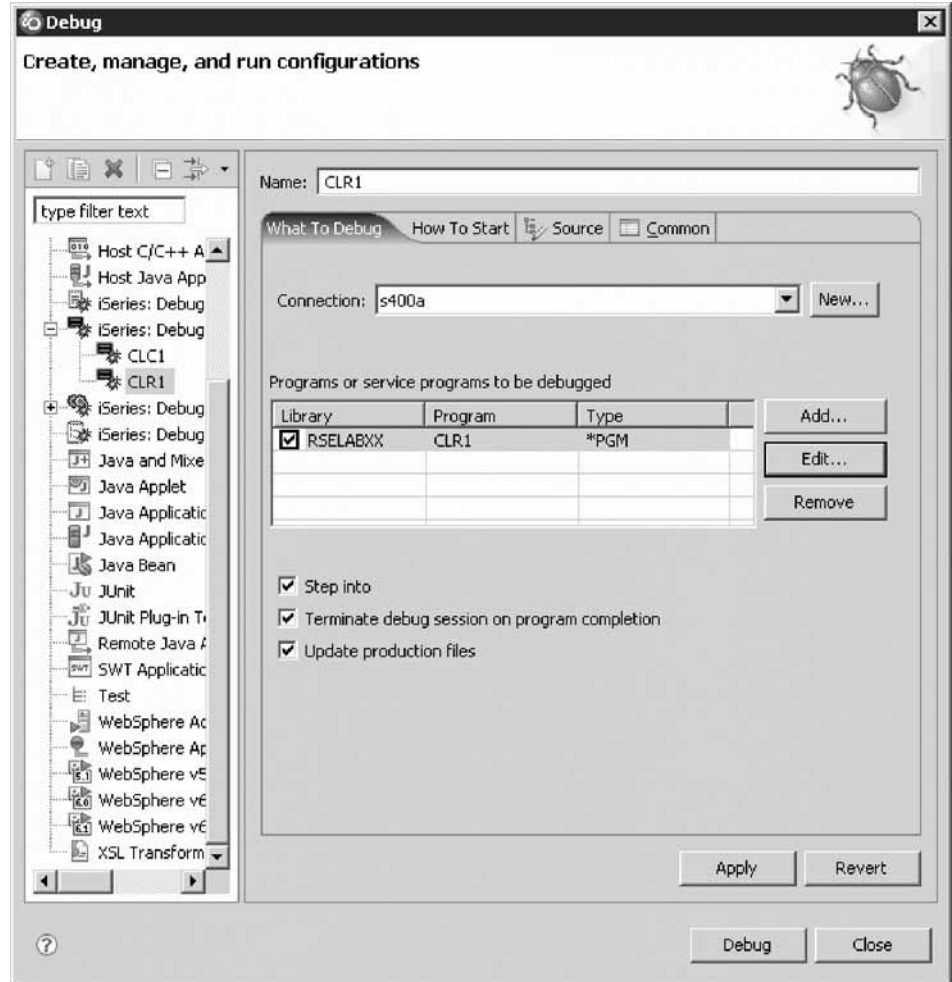 Debug
Create, manage, and run configurations
Name: CLR1
type filter text
What To Debug How To Start Source Common
Host C/C++ A
Host Java App
iSeries: Debug
iSeries: Debug
CLC1
CLR1
iSeries: Debug
iSeries: Debug
Java and Mixe
Java Applet
Java Applicatic
Java Applicatic
Java Bean
JUnit
JUnit Plug-in Te
Remote Java A
SWT Applicatic
Test
WebSphere Ac
WebSphere Ap
WebSphere v5
WebSphere v6
WebSphere v6
XSL Transform
Connection: s400a New...
Programs or service programs to be debugged
Library Program Type
RSELABXX CLR1 *PGM
Add...
Edit...
Remove
Step into
Terminate debug session on program completion
Update production files
Apply Revert
Debug Close